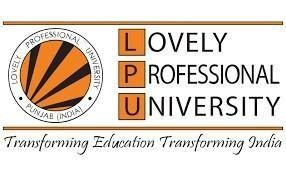 LOVELY PROFESSIONAL UNIVERSITY
PUNJAB (INDIA)
LOVELY
PROFESSIONAL
UNIVERSITY
Transforming Education Transforming India